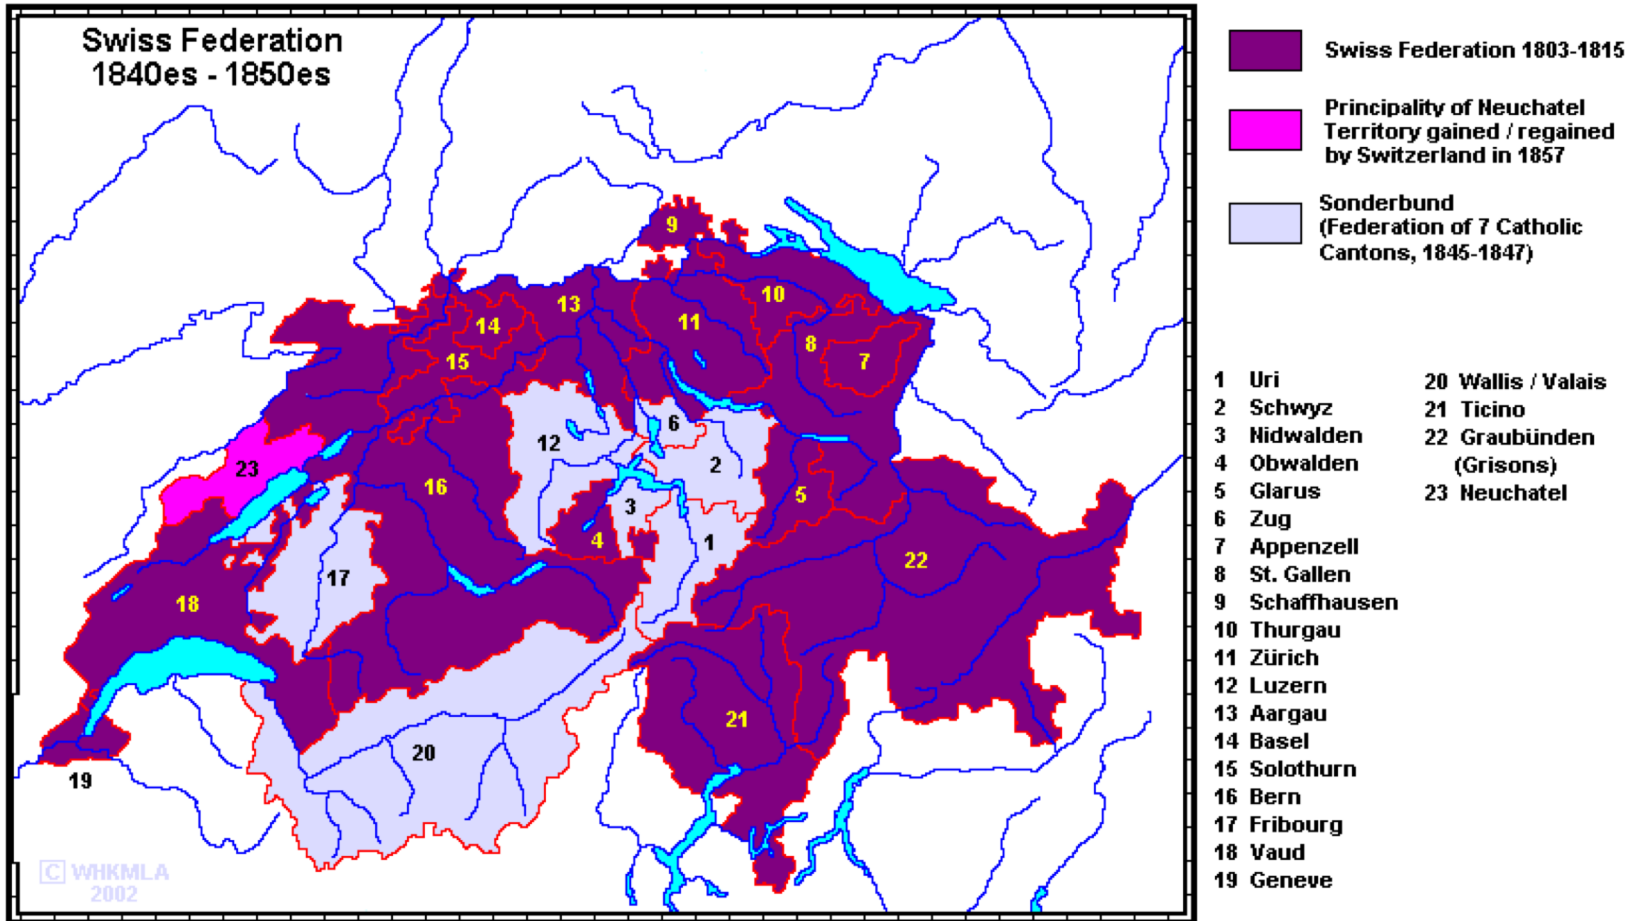 Swiss Federation
1840es - 1850es
Swiss Federation 1803-1815
Principality of Neuchatel
Territory gained / regained
by Switzerland in 1857
Sonderbund
(Federation of 7 Catholic
Cantons, 1845-1847)
9
10
13
14
11
8
7
15
6
12
2
23
16
5
3
4
1
22
17
18
21
20
19
1 Uri
2 Schwyz
3 Nidwalden
4 Obwalden
5 Glarus
6 Zug
7 Appenzell
8 St. Gallen
9 Schaffhausen
10 Thurgau
11 Zürich
12 Luzern
13 Aargau
14 Basel
15 Solothurn
16 Bern
17 Fribourg
18 Vaud
19 Geneve
20 Wallis / Valais
21 Ticino
22 Graubünden
(Grisons)
23 Neuchatel
C WHKMLA
2002